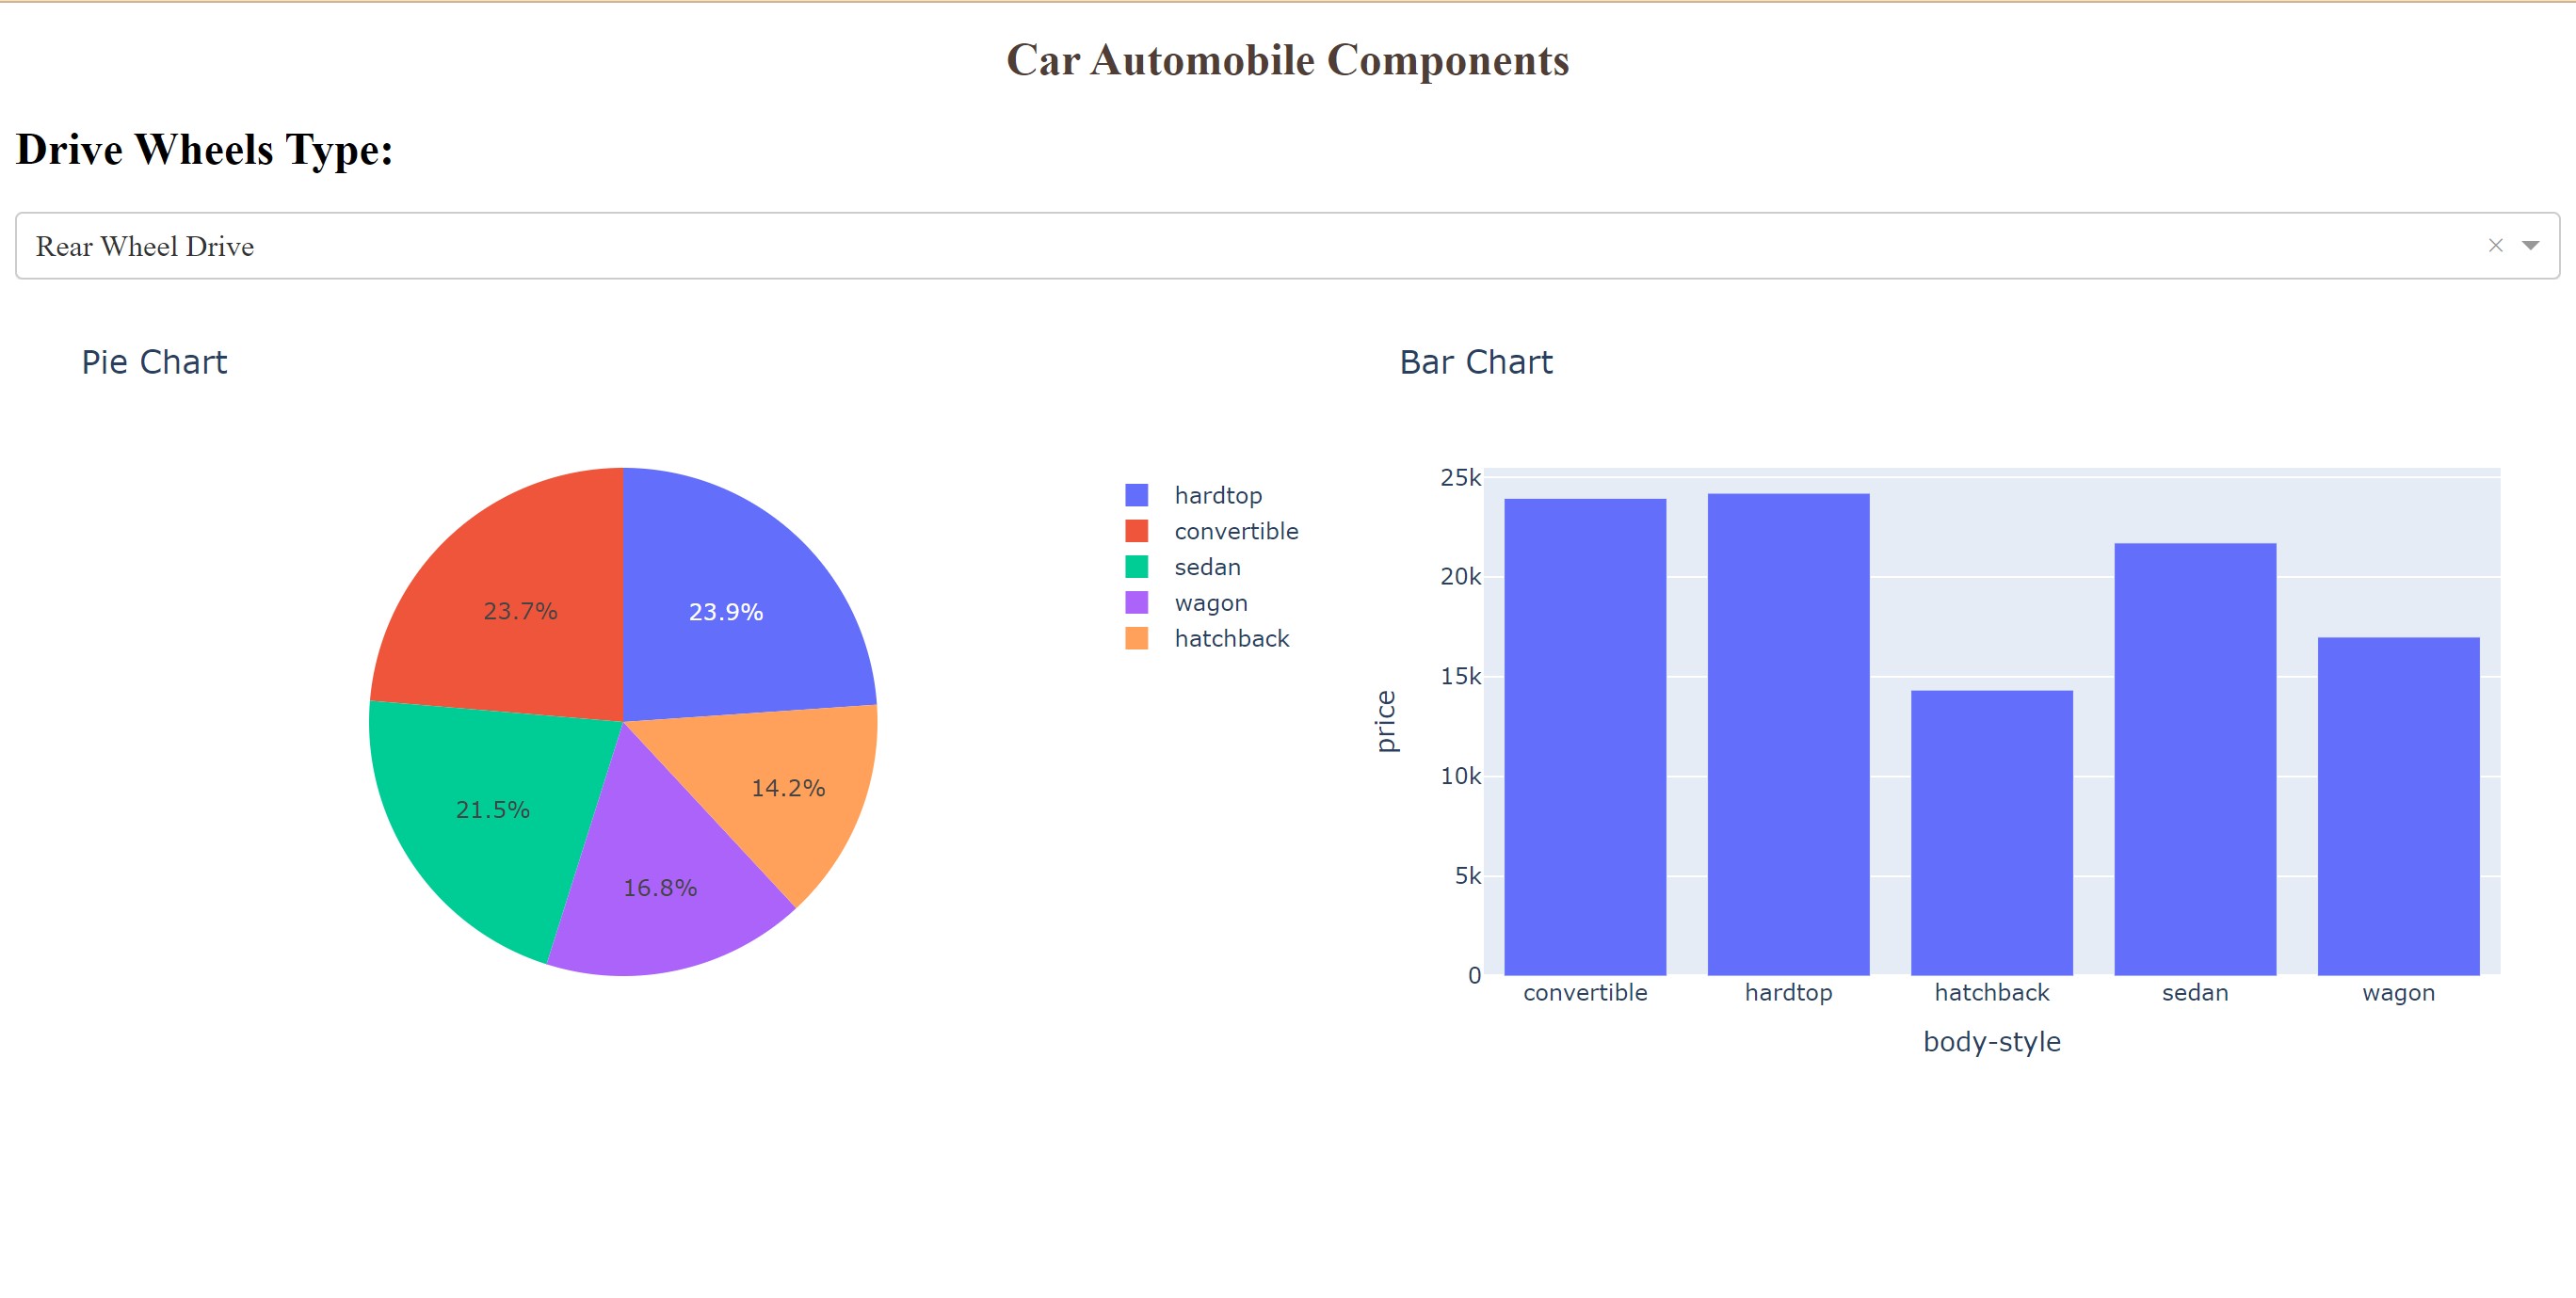 Car Automobile Components
Drive Wheels Type:
Rear Wheel Drive
Pie Chart
23.9%
23.7%
21.5%
16.8%
14.2%
hardtop
convertible
sedan
wagon
hatchback
Bar Chart
25k
20k
15k
10k
5k
0
price
convertible hardtop hatchback sedan wagon
body-style